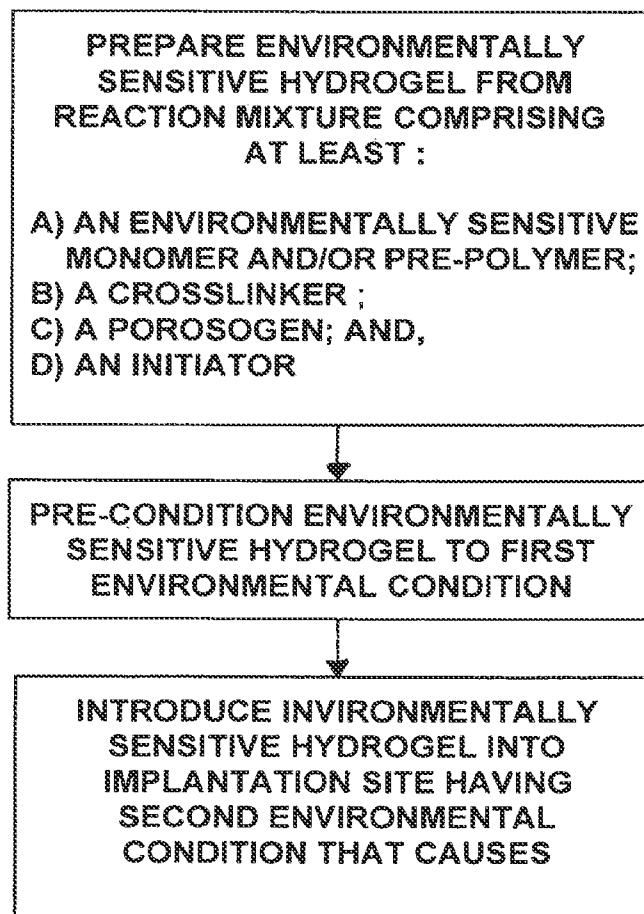 PREPARE ENVIRONMENTALLY
SENSITIVE HYDROGEL FROM
REACTION MIXTURE COMPRISING
AT LEAST :
A) AN ENVIRONMENTALLY SENSITIVE
MONOMER AND/OR PRE-POLYMER;
B) A CROSSLINKER ;
C) A POROSOGEN; AND,
D) AN INITIATOR
PRE-CONDITION ENVIRONMENTALLY
SENSITIVE HYDROGEL TO FIRST
ENVIRONMENTAL CONDITION
INTRODUCE INVIRONMENTALLY
SENSITIVE HYDROGEL INTO
IMPLANTATION SITE HAVING
SECOND ENVIRONMENTAL
CONDITION THAT CAUSES